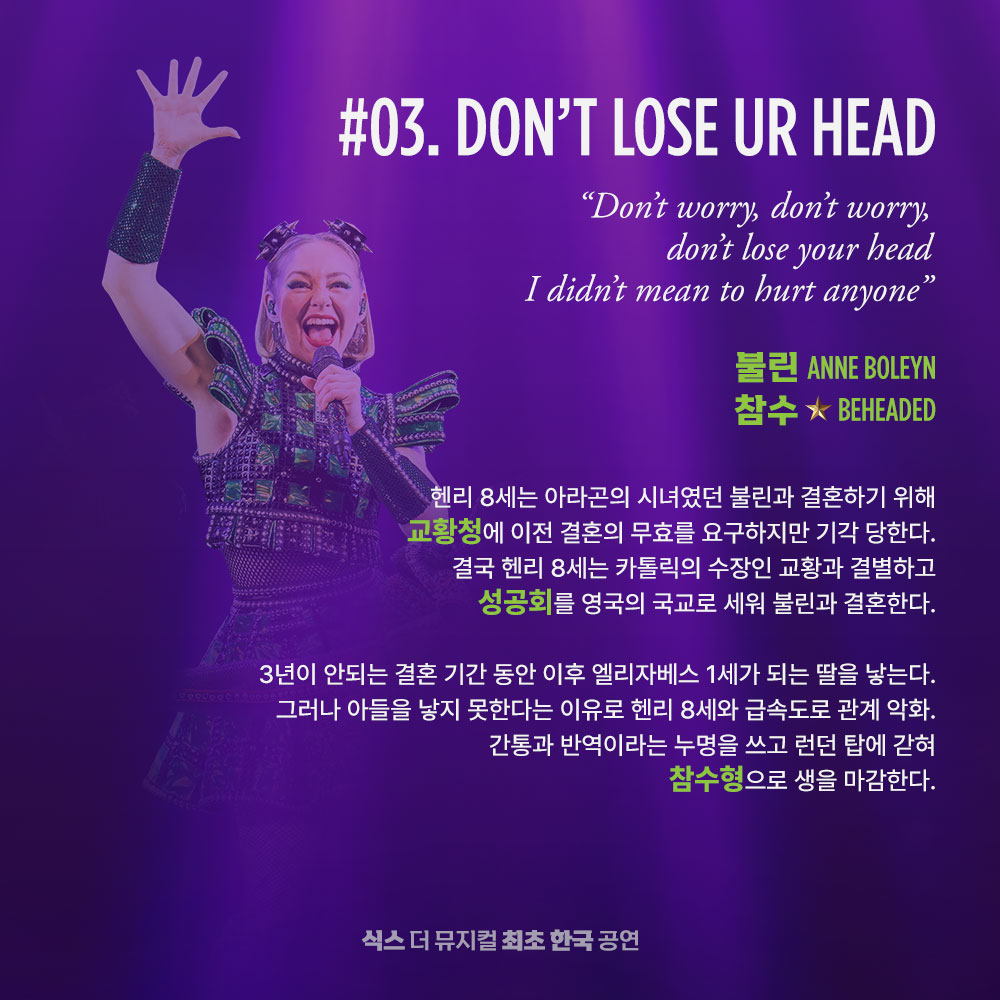 #03. DON'T LOSE UR HEAD
“Don't worry, don't worry,
don't lose your head
I didn't mean to hurt anyone”
불린 ANNE BOLEYN
참수 BEHEADED
헨리 8세는 아라곤의 시녀였던 불린과 결혼하기 위해
교황청에 이전 결혼의 무효를 요구하지만 기각 당한다.
결국 헨리 8세는 카톨릭의 수장인 교황과 결별하고
성공회를 영국의 국교로 세워 불린과 결혼한다.
3년이 안되는 결혼 기간 동안 이후 엘리자베스 1세가 되는 딸을 낳는다.
그러나 아들을 낳지 못한다는 이유로 헨리 8세와 급속도로 관계 악화.
간통과 반역이라는 누명을 쓰고 런던 탑에 갇혀
참수형으로 생을 마감한다.
식스 더 뮤지컬 최초 한국 공연